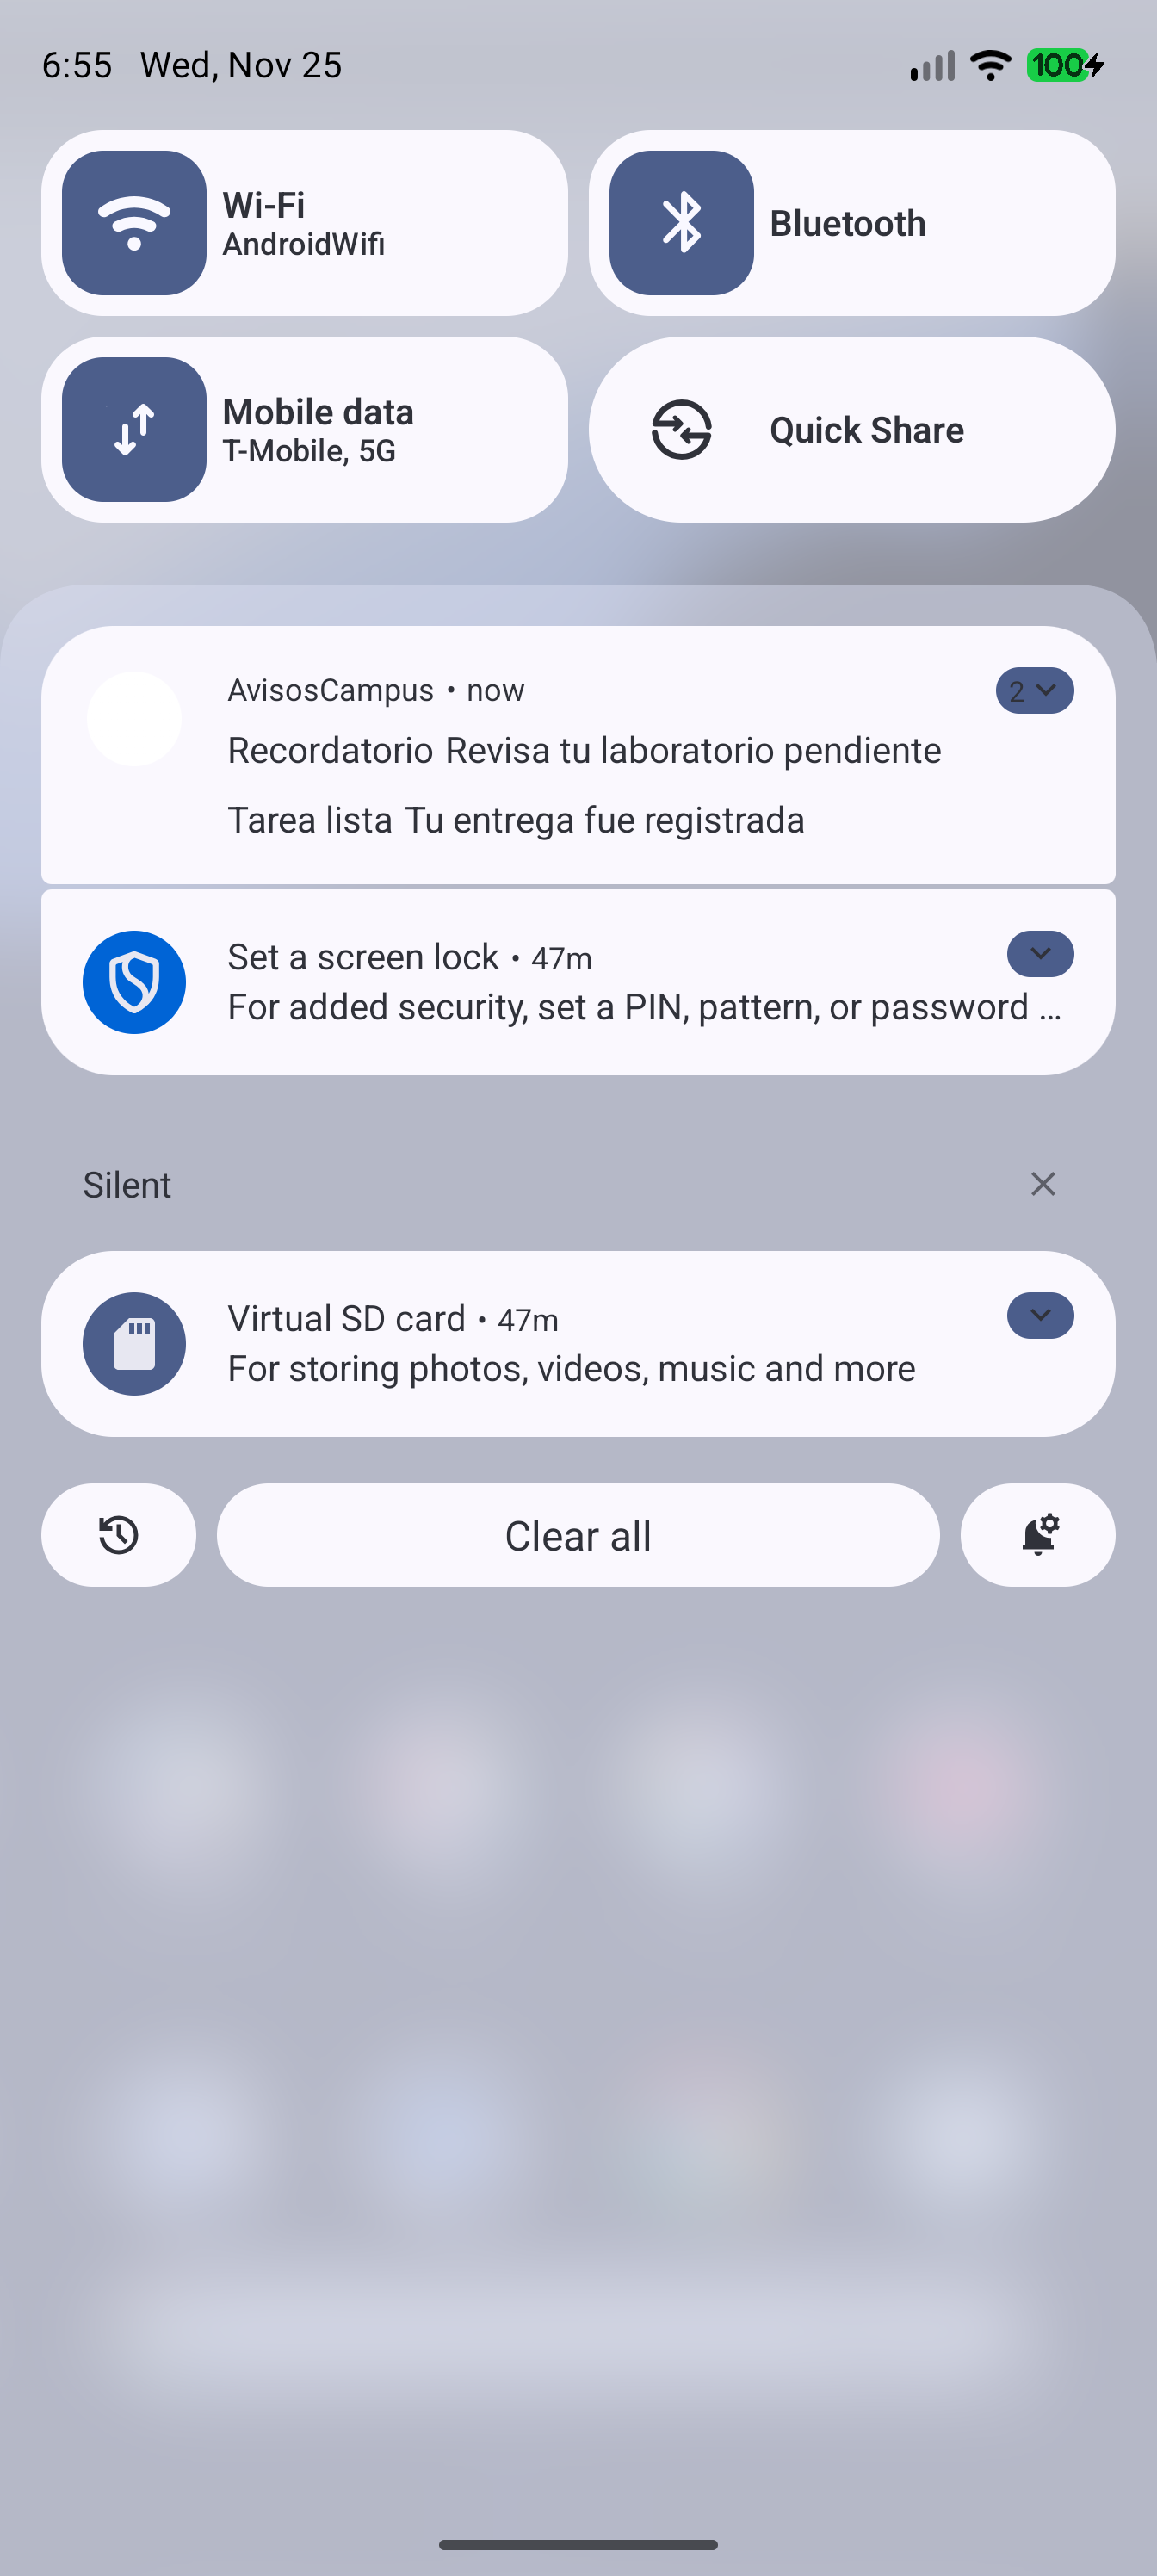 6:55 Wed, Nov 25
100
Wi-Fi
AndroidWifi
Bluetooth
Mobile data
T-Mobile, 5G
Quick Share
AvisosCampus • now
2
Recordatorio Revisa tu laboratorio pendiente
Tarea lista Tu entrega fue registrada
Set a screen lock • 47m
For added security, set a PIN, pattern, or password …
Silent
Virtual SD card • 47m
For storing photos, videos, music and more
Clear all